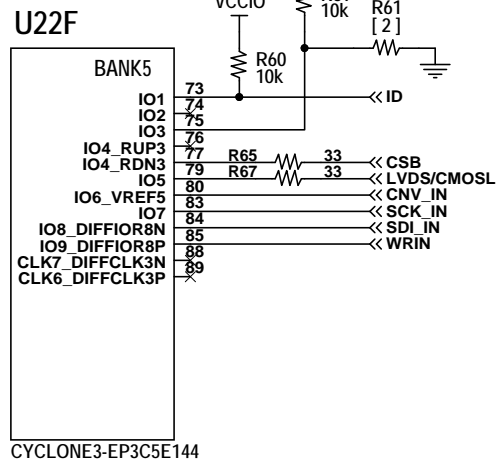 VCCIO
10k
R61
[ 2 ]
U22F
R60
10k
BANK5
73
IO1
ID
74
IO2
75
IO3
76
IO4_RUP3
77
IO4_RDN3
R65
33
CSB
79
IO5
R67
33
LVDS/CMOSL
80
IO6_VREF5
CNV_IN
83
IO7
SCK_IN
84
IO8_DIFFIOR8N
SDI_IN
85
IO9_DIFFIOR8P
WRIN
88
CLK7_DIFFCLK3N
89
CLK6_DIFFCLK3P
CYCLONE3-EP3C5E144